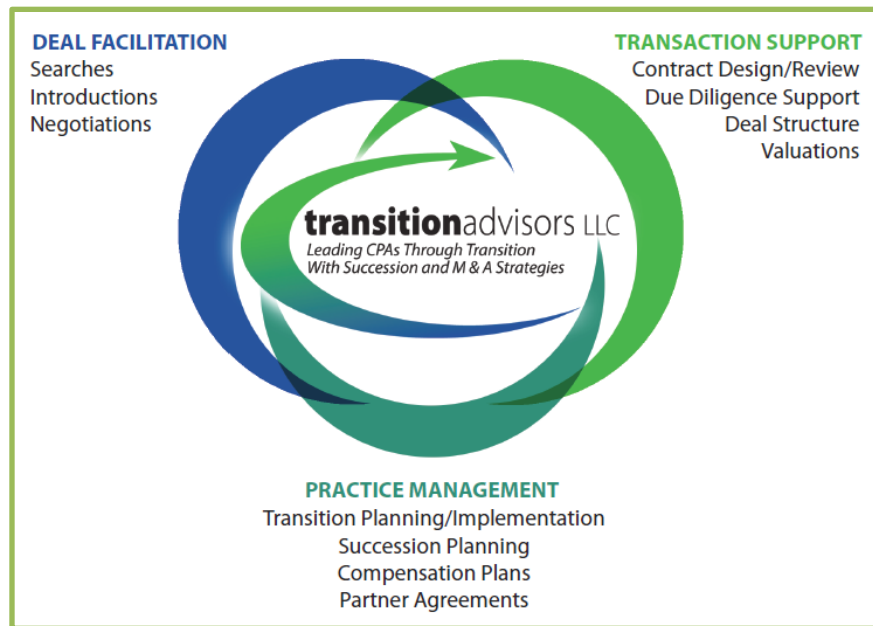 DEAL FACILITATION
Searches
Introductions
Negotiations
TRANSACTION SUPPORT
Contract Design/Review
Due Diligence Support
Deal Structure
Valuations
transitionadvisors LLC
Leading CPAs Through Transition
With Succession and M & A Strategies
PRACTICE MANAGEMENT
Transition Planning/Implementation
Succession Planning
Compensation Plans
Partner Agreements